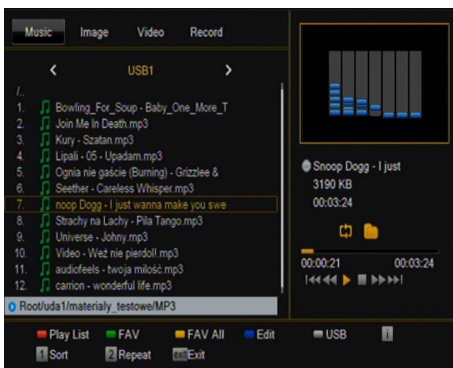 Music Image Video Record
USB1
/..
1. Bowling_For_Soup - Baby_One_More_T
2. Join Me In Death.mp3
3. Kury - Szatan.mp3
4. Lipali - 05 - Upadam.mp3
5. Ognia nie gaście (Burning) - Grizzlee &
6. Seether - Careless Whisper.mp3
7. noop Dogg - I just wanna make you swe
8. Strachy na Lachy - Piła Tango.mp3
9. Universe - Johny.mp3
10. Video - Weź nie pierdol!.mp3
11. audiofeels - twoja miłość.mp3
12. carrion - wonderful life.mp3
Root/uda1/materialy_testowe/MP3
Snoop Dogg - I just
3190 KB
00:03:24
00:00:21 00:03:24
Play List FAV FAV All Edit USB i
1 Sort 2 Repeat EXIT Exit